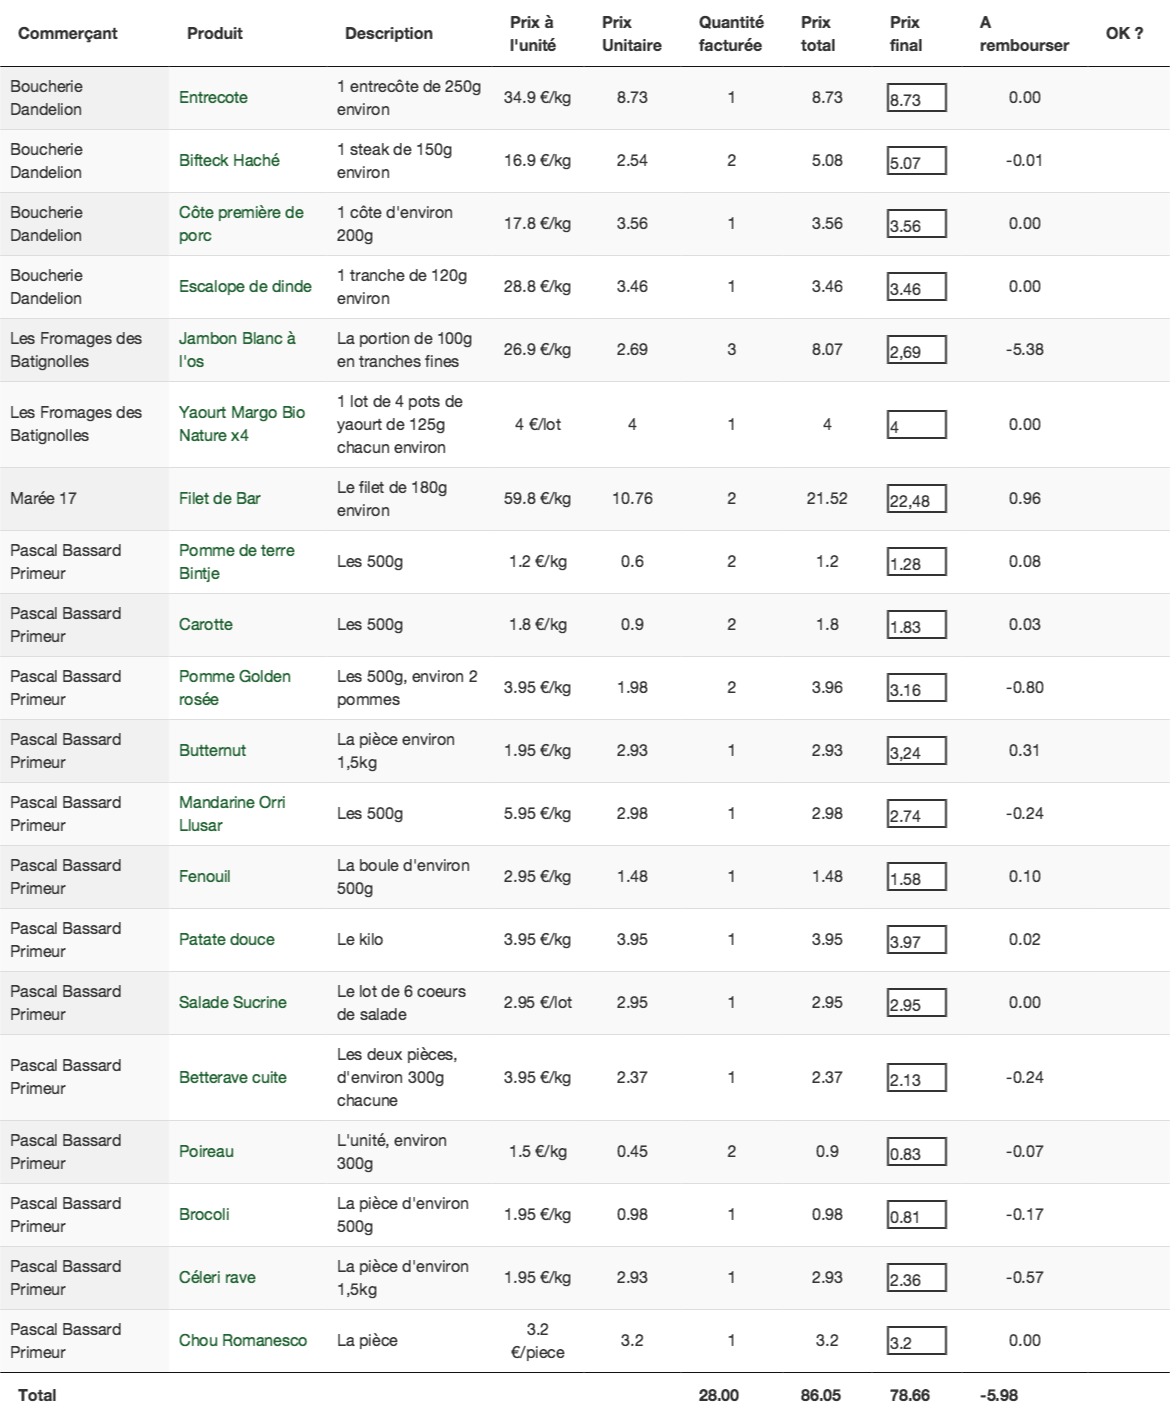 Commerçant Produit Description Prix à l'unité Prix Unitaire Quantité facturée Prix total Prix final A rembourser OK ?
Boucherie Dandelion Entrecote 1 entrecôte de 250g environ 34.9 €/kg 8.73 1 8.73 8.73 0.00
Boucherie Dandelion Bifteck Haché 1 steak de 150g environ 16.9 €/kg 2.54 2 5.08 5.07 -0.01
Boucherie Dandelion Côte première de porc 1 côte d'environ 200g 17.8 €/kg 3.56 1 3.56 3.56 0.00
Boucherie Dandelion Escalope de dinde 1 tranche de 120g environ 28.8 €/kg 3.46 1 3.46 3.46 0.00
Les Fromages des Batignolles Jambon Blanc à l'os La portion de 100g en tranches fines 26.9 €/kg 2.69 3 8.07 2,69 -5.38
Les Fromages des Batignolles Yaourt Margo Bio Nature x4 1 lot de 4 pots de yaourt de 125g chacun environ 4 €/lot 4 1 4 4 0.00
Marée 17 Filet de Bar Le filet de 180g environ 59.8 €/kg 10.76 2 21.52 22,48 0.96
Pascal Bassard Primeur Pomme de terre Bintje Les 500g 1.2 €/kg 0.6 2 1.2 1.28 0.08
Pascal Bassard Primeur Carotte Les 500g 1.8 €/kg 0.9 2 1.8 1.83 0.03
Pascal Bassard Primeur Pomme Golden rosée Les 500g, environ 2 pommes 3.95 €/kg 1.98 2 3.96 3.16 -0.80
Pascal Bassard Primeur Butternut La pièce environ 1,5kg 1.95 €/kg 2.93 1 2.93 3,24 0.31
Pascal Bassard Primeur Mandarine Orri Llusar Les 500g 5.95 €/kg 2.98 1 2.98 2.74 -0.24
Pascal Bassard Primeur Fenouil La boule d'environ 500g 2.95 €/kg 1.48 1 1.48 1.58 0.10
Pascal Bassard Primeur Patate douce Le kilo 3.95 €/kg 3.95 1 3.95 3.97 0.02
Pascal Bassard Primeur Salade Sucrine Le lot de 6 coeurs de salade 2.95 €/lot 2.95 1 2.95 2.95 0.00
Pascal Bassard Primeur Betterave cuite Les deux pièces, d'environ 300g chacune 3.95 €/kg 2.37 1 2.37 2.13 -0.24
Pascal Bassard Primeur Poireau L'unité, environ 300g 1.5 €/kg 0.45 2 0.9 0.83 -0.07
Pascal Bassard Primeur Brocoli La pièce d'environ 500g 1.95 €/kg 0.98 1 0.98 0.81 -0.17
Pascal Bassard Primeur Céleri rave La pièce d'environ 1,5kg 1.95 €/kg 2.93 1 2.93 2.36 -0.57
Pascal Bassard Primeur Chou Romanesco La pièce 3.2 €/piece 3.2 1 3.2 3.2 0.00
Total 28.00 86.05 78.66 -5.98